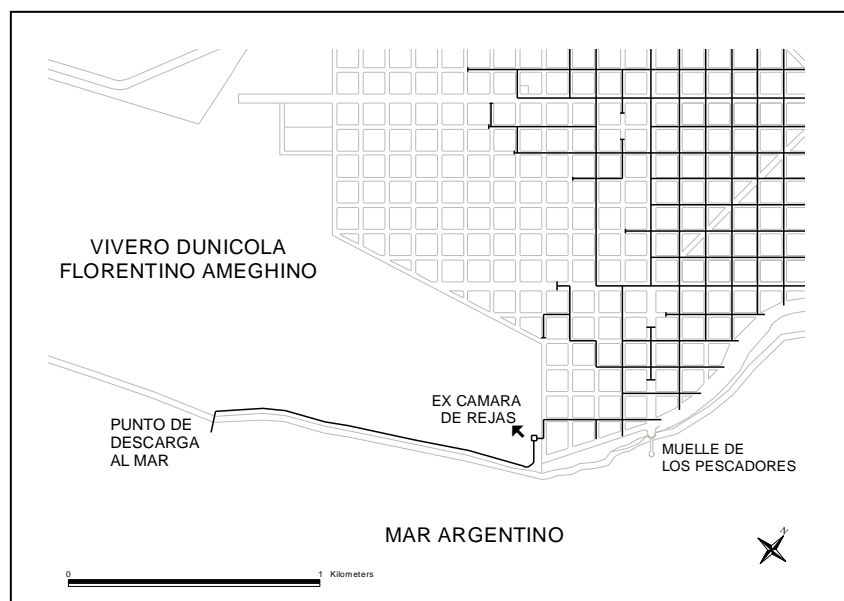 VIVERO DUNICOLA
FLORENTINO AMEGHINO
EX CAMARA
DE REJAS
PUNTO DE
DESCARGA
AL MAR
MUELLE DE
LOS PESCADORES
MAR ARGENTINO
N
0 1 Kilometers